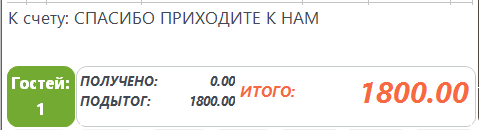 К счету: СПАСИБО ПРИХОДИТЕ К НАМ
Гостей:
1
ПОЛУЧЕНО: 0.00
ПОДЫТОГ: 1800.00
ИТОГО: 1800.00